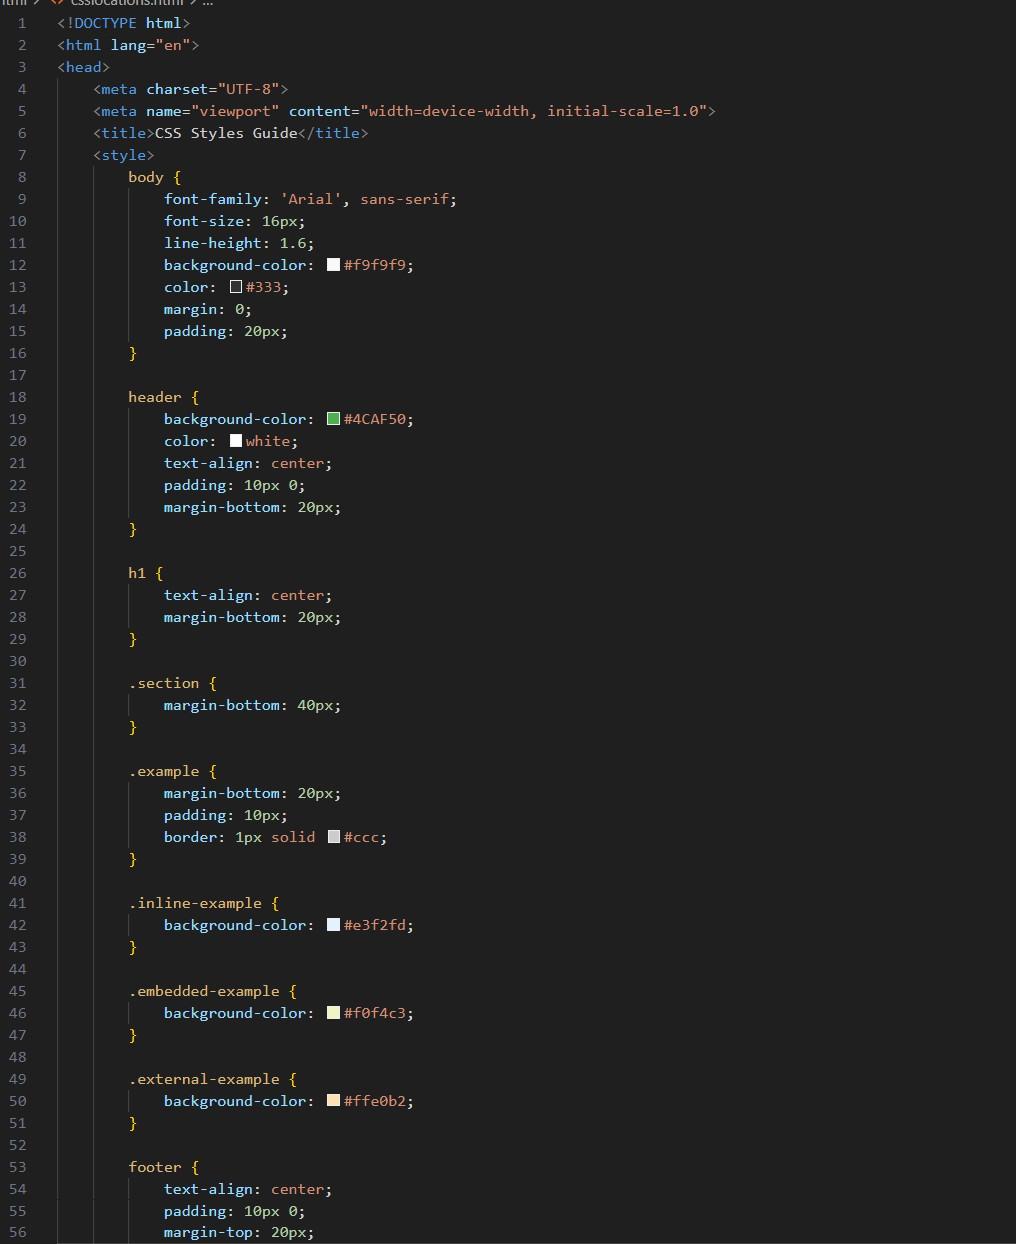 html > <> csslocations.html > ...
1 <!DOCTYPE html>
2 <html lang="en">
3 <head>
4     <meta charset="UTF-8">
5     <meta name="viewport" content="width=device-width, initial-scale=1.0">
6     <title>CSS Styles Guide</title>
7     <style>
8         body {
9             font-family: 'Arial', sans-serif;
10             font-size: 16px;
11             line-height: 1.6;
12             background-color: #f9f9f9;
13             color: #333;
14             margin: 0;
15             padding: 20px;
16         }
17
18         header {
19             background-color: #4CAF50;
20             color: white;
21             text-align: center;
22             padding: 10px 0;
23             margin-bottom: 20px;
24         }
25
26         h1 {
27             text-align: center;
28             margin-bottom: 20px;
29         }
30
31         .section {
32             margin-bottom: 40px;
33         }
34
35         .example {
36             margin-bottom: 20px;
37             padding: 10px;
38             border: 1px solid #ccc;
39         }
40
41         .inline-example {
42             background-color: #e3f2fd;
43         }
44
45         .embedded-example {
46             background-color: #f0f4c3;
47         }
48
49         .external-example {
50             background-color: #ffe0b2;
51         }
52
53         footer {
54             text-align: center;
55             padding: 10px 0;
56             margin-top: 20px;